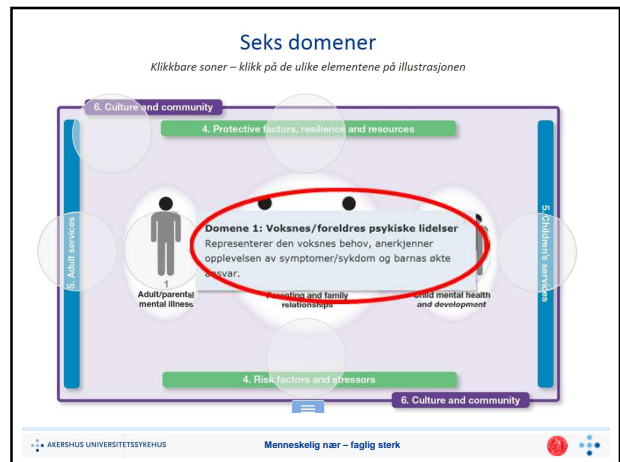 Seks domener
Klikkbare soner – klikk på de ulike elementene på illustrasjonen
6. Culture and community
4. Protective factors, resilience and resources
5. Adult services
5. Children's services
Domene 1: Voksnes/foreldres psykiske lidelser
Representerer den voksnes behov, anerkjenner
opplevelsen av symptomer/sykdom og barnas økte
ansvar.
1
Adult/parental
mental illness
Parenting and family
relationships
Child mental health
and development
4. Risk factors and stressors
6. Culture and community
AKERSHUS UNIVERSITETSSYKEHUS
Menneskelig nær – faglig sterk